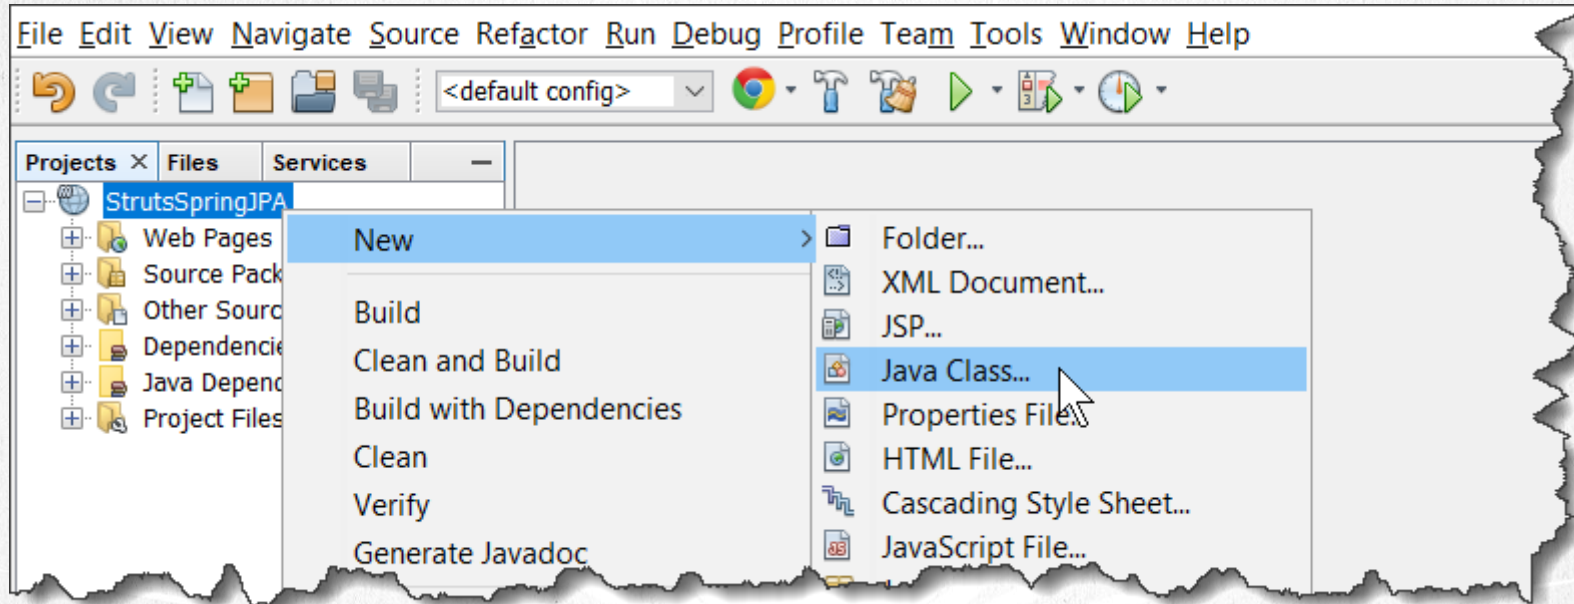 File Edit View Navigate Source Refactor Run Debug Profile Team Tools Window Help
<default config>
Projects Files Services
StrutsSpringJPA
Web Pages
Source Pack
Other Sourc
Dependencie
Java Depend
Project Files
New
Build
Clean and Build
Build with Dependencies
Clean
Verify
Generate Javadoc
Folder...
XML Document...
JSP...
Java Class...
Properties File...
HTML File...
Cascading Style Sheet...
JavaScript File...